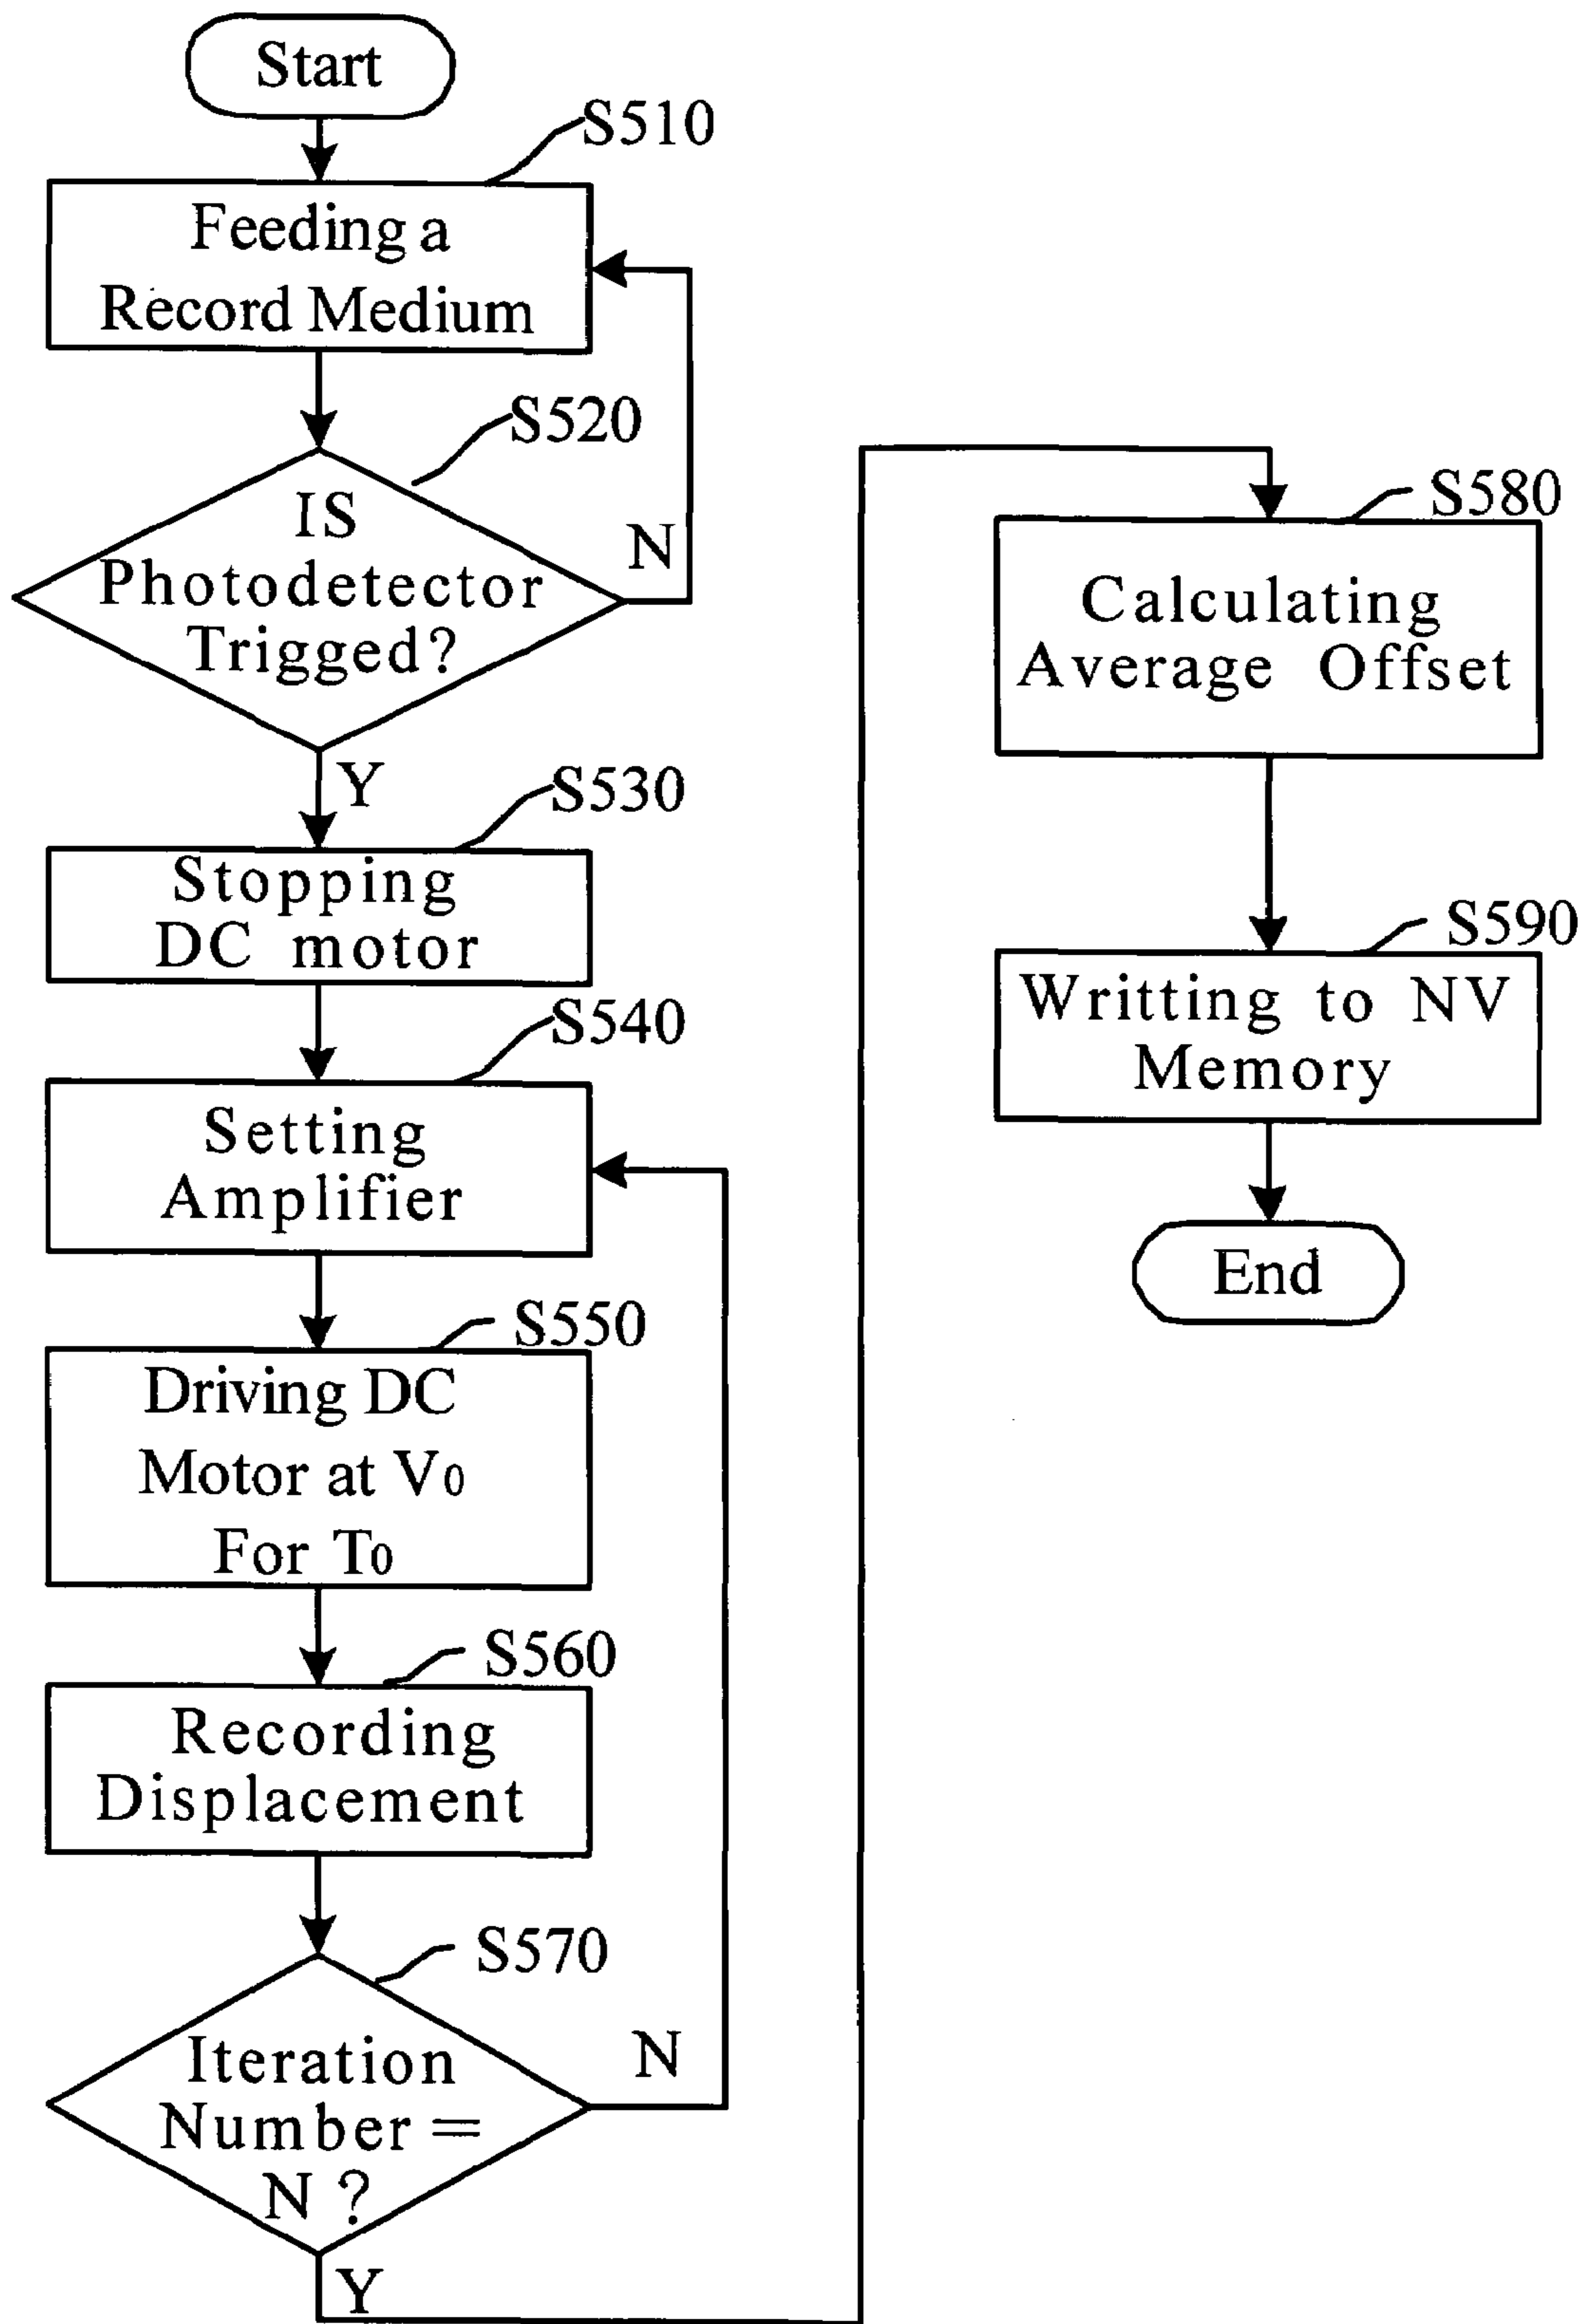 Start
S510
Feeding a
Record Medium
S520
IS
Photodetector
Trigged?
N
Y
S530
Stopping
DC motor
S540
Setting
Amplifier
S550
Driving DC
Motor at V0
For T0
S560
Recording
Displacement
S570
Iteration
Number =
N ?
N
Y
S580
Calculating
Average Offset
S590
Writting to NV
Memory
End